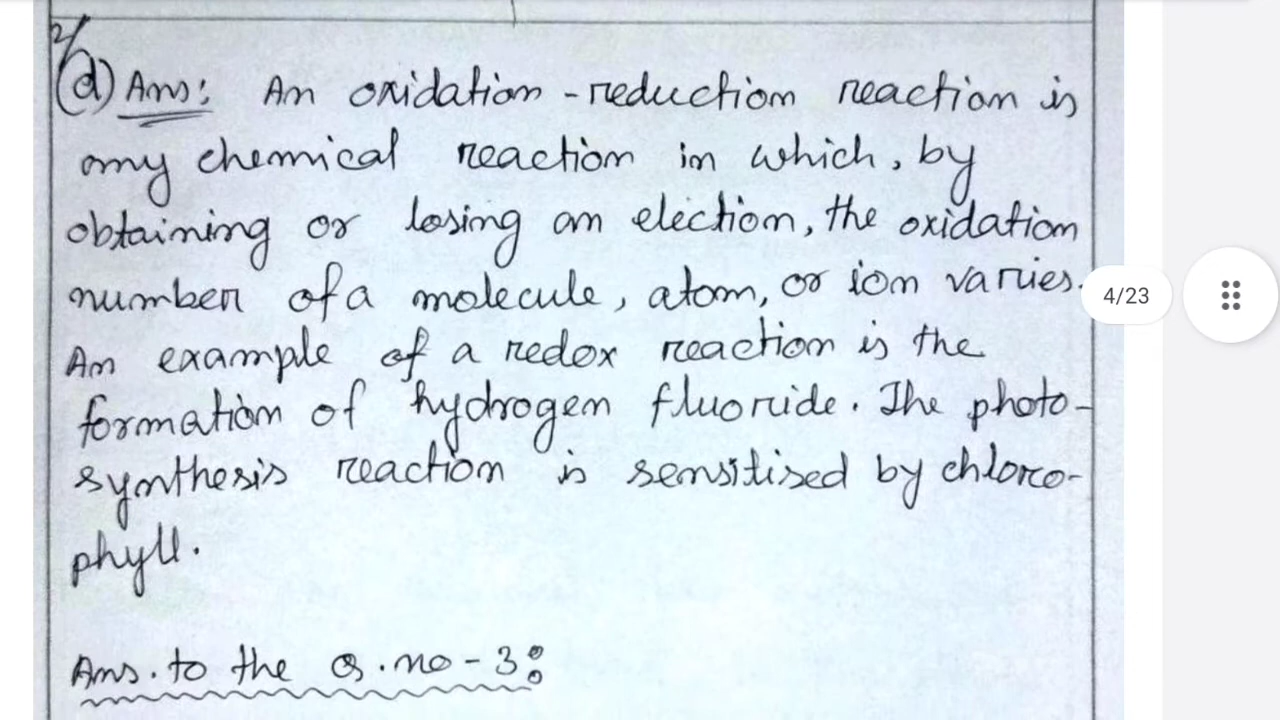 2/
(d) Ans: An oxidation-reduction reaction is
any chemical reaction in which, by
obtaining or losing an election, the oxidation
number of a molecule, atom, or ion varies.
4/23
An example of a redox reaction is the
formation of hydrogen fluoride. The photo-
synthesis reaction is sensitised by chloro-
phyll.
Ans. to the Q. no - 3: